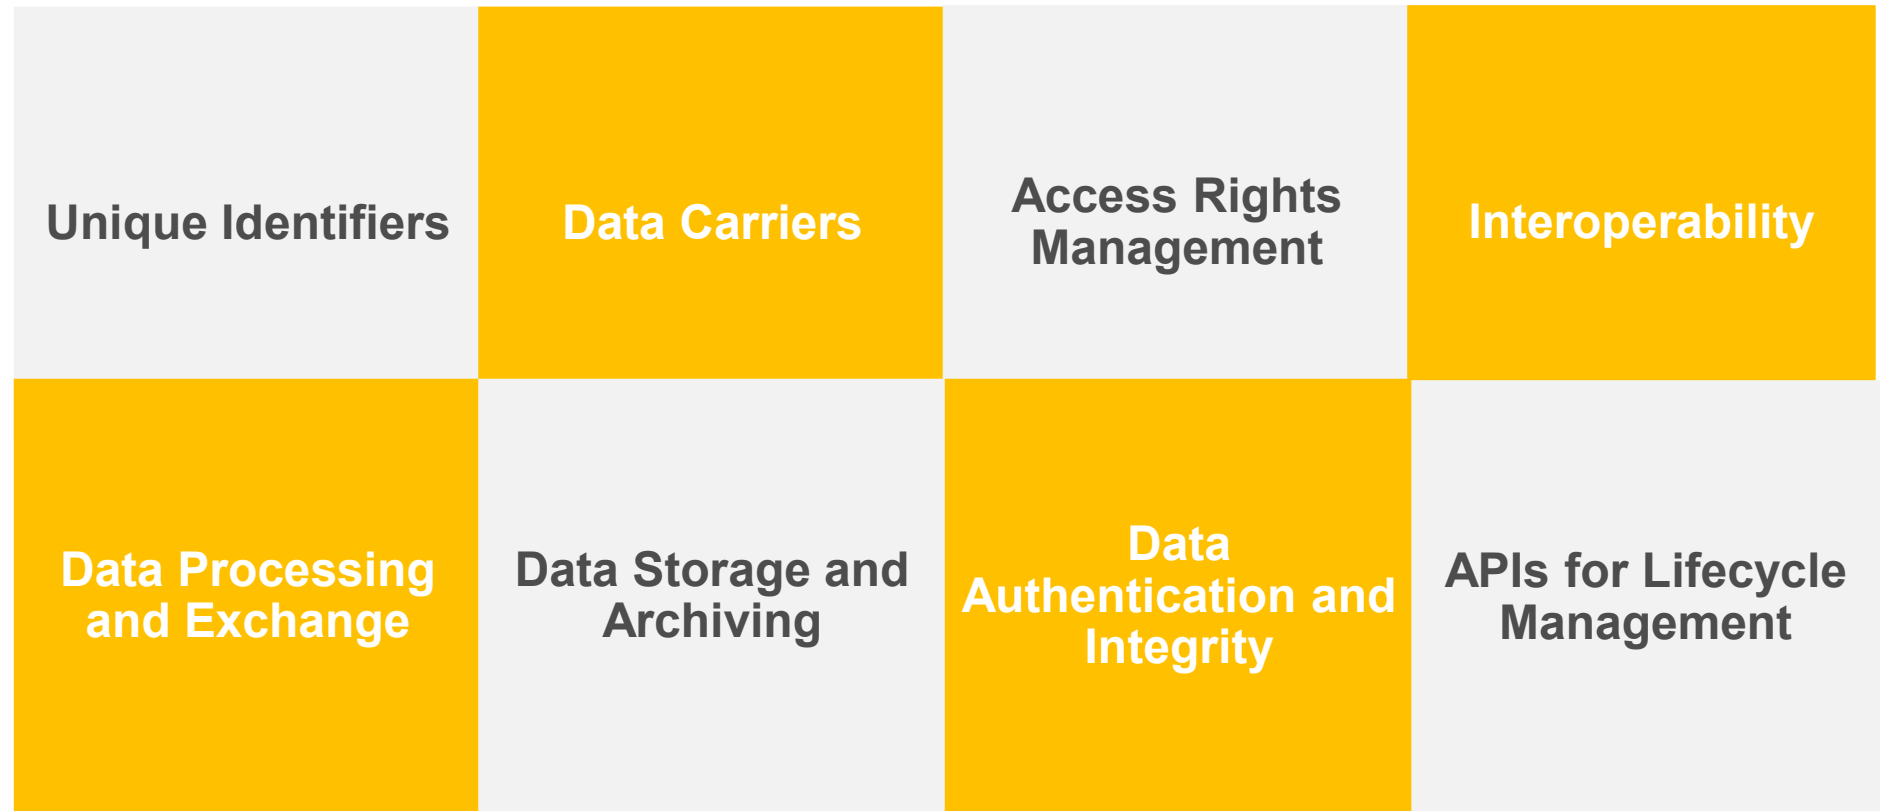 Unique Identifiers
Data Carriers
Access Rights
Management
Interoperability
Data Processing
and Exchange
Data Storage and
Archiving
Data
Authentication and
Integrity
APIs for Lifecycle
Management